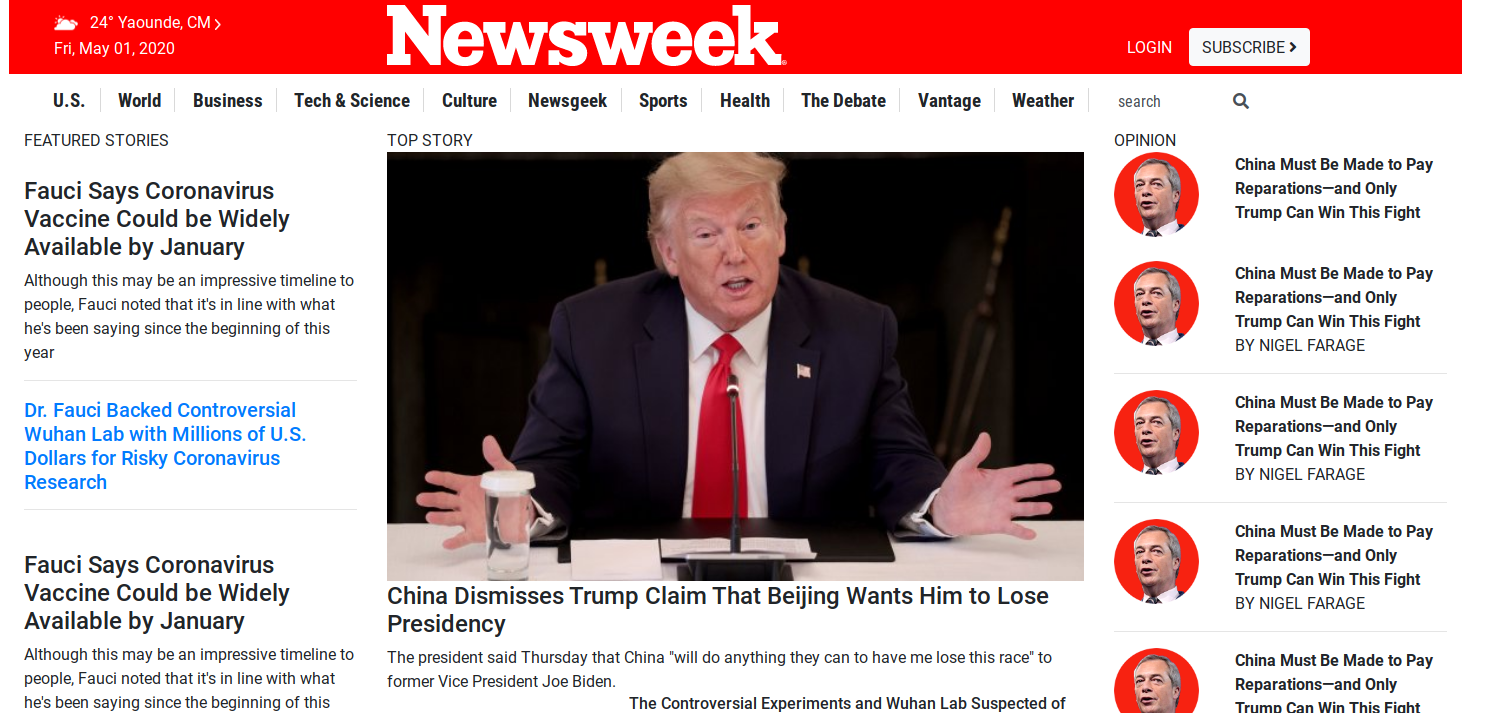 24° Yaounde, CM
Fri, May 01, 2020
Newsweek
LOGIN
SUBSCRIBE
U.S.
World
Business
Tech & Science
Culture
Newsgeek
Sports
Health
The Debate
Vantage
Weather
search
FEATURED STORIES
Fauci Says Coronavirus
Vaccine Could be Widely
Available by January
Although this may be an impressive timeline to
people, Fauci noted that it's in line with what
he's been saying since the beginning of this
year
Dr. Fauci Backed Controversial
Wuhan Lab with Millions of U.S.
Dollars for Risky Coronavirus
Research
Fauci Says Coronavirus
Vaccine Could be Widely
Available by January
Although this may be an impressive timeline to
people, Fauci noted that it's in line with what
he's been saying since the beginning of this
TOP STORY
China Dismisses Trump Claim That Beijing Wants Him to Lose
Presidency
The president said Thursday that China "will do anything they can to have me lose this race" to
former Vice President Joe Biden.
The Controversial Experiments and Wuhan Lab Suspected of
OPINION
China Must Be Made to Pay
Reparations—and Only
Trump Can Win This Fight
China Must Be Made to Pay
Reparations—and Only
Trump Can Win This Fight
BY NIGEL FARAGE
China Must Be Made to Pay
Reparations—and Only
Trump Can Win This Fight
BY NIGEL FARAGE
China Must Be Made to Pay
Reparations—and Only
Trump Can Win This Fight
BY NIGEL FARAGE
China Must Be Made to Pay
Reparations—and Only
Trump Can Win This Fight